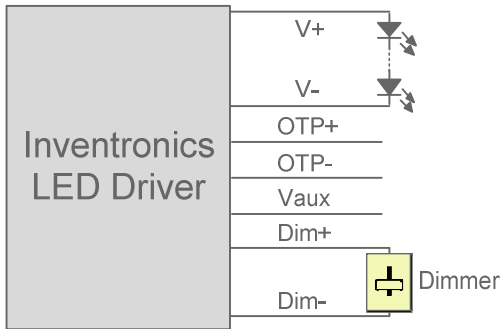 V+
V-
Inventronics
LED Driver
OTP+
OTP-
Vaux
Dim+
Dimmer
Dim-